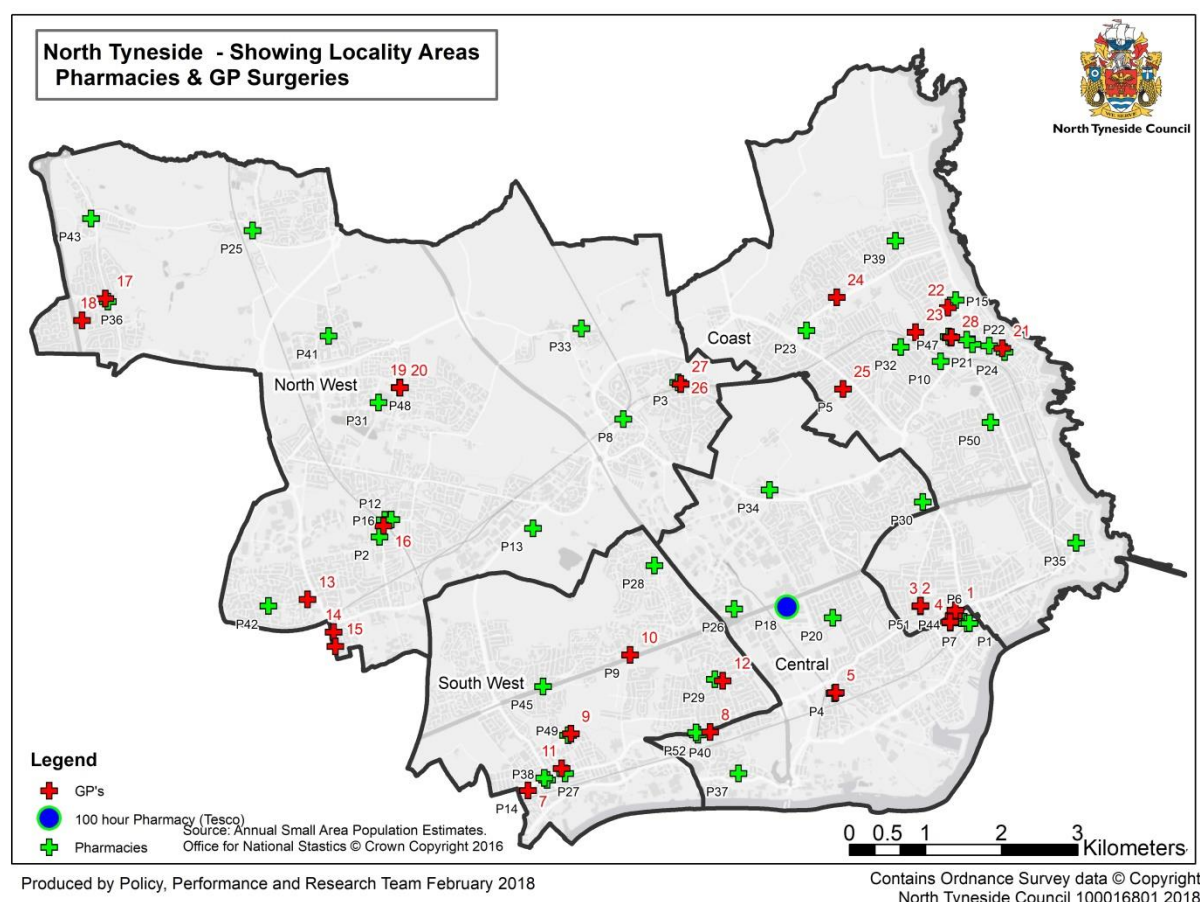 North Tyneside - Showing Locality Areas
Pharmacies & GP Surgeries
North Tyneside Council
P43
P25
17
18
P36
P41
P33
North West
19 20
P31
P48
P39
24
22
P15
23
28
P22
21
Coast
P23
P47
P32
P21
P24
P10
27
26
P3
P8
25
P5
P50
P12
P16
P2
16
P13
P34
P30
P35
13
14
15
P42
P28
P26
P18
P20
3 2
4
P6
1
P51
P44
P7
P1
10
P9
South West
P45
12
P29
Central
5
P4
9
P49
8
P52
P40
11
P38
P27
P14
7
P37
Legend
GP's
100 hour Pharmacy (Tesco)
Pharmacies
Source: Annual Small Area Population Estimates.
Office for National Stastics © Crown Copyright 2016
0 0.5 1 2 3
Kilometers
Produced by Policy, Performance and Research Team February 2018
Contains Ordnance Survey data © Copyright
North Tyneside Council 100016801 2018